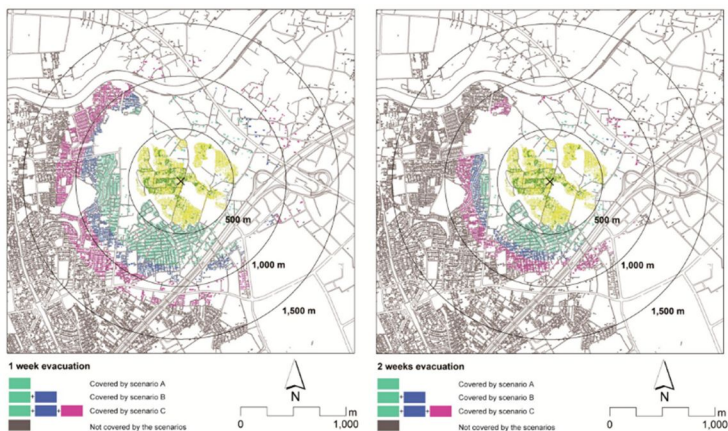 500 m
1,000 m
1,500 m
1 week evacuation
Covered by scenario A
+ Covered by scenario B
+ + Covered by scenario C
Not covered by the scenarios
N
m
0 1,000
500 m
1,000 m
1,500 m
2 weeks evacuation
Covered by scenario A
+ Covered by scenario B
+ + Covered by scenario C
Not covered by the scenarios
N
m
0